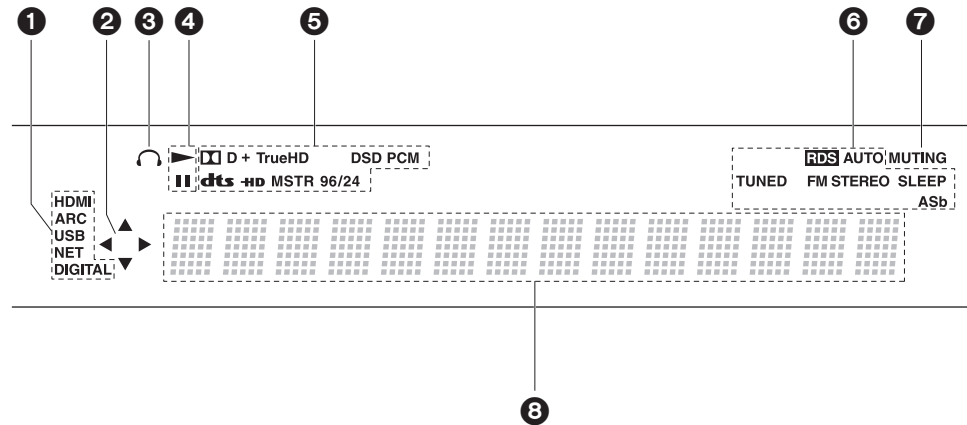 1 2 3 4 5 6 7
D + TrueHD DSD PCM RDS AUTO MUTING
dts -HD MSTR 96/24 TUNED FM STEREO SLEEP
HDMI ASb
ARC
USB
NET
DIGITAL
8